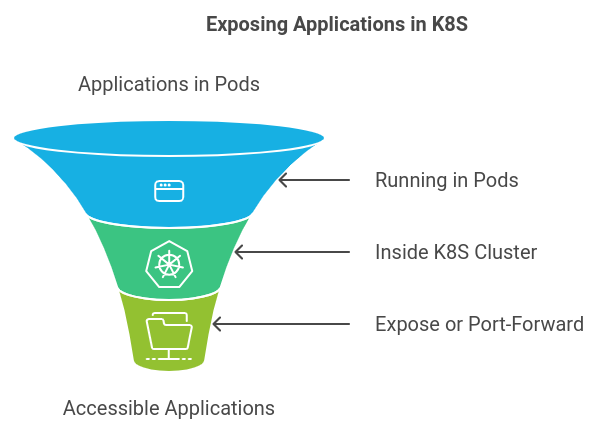 Exposing Applications in K8S
Applications in Pods
Running in Pods
Inside K8S Cluster
Expose or Port-Forward
Accessible Applications